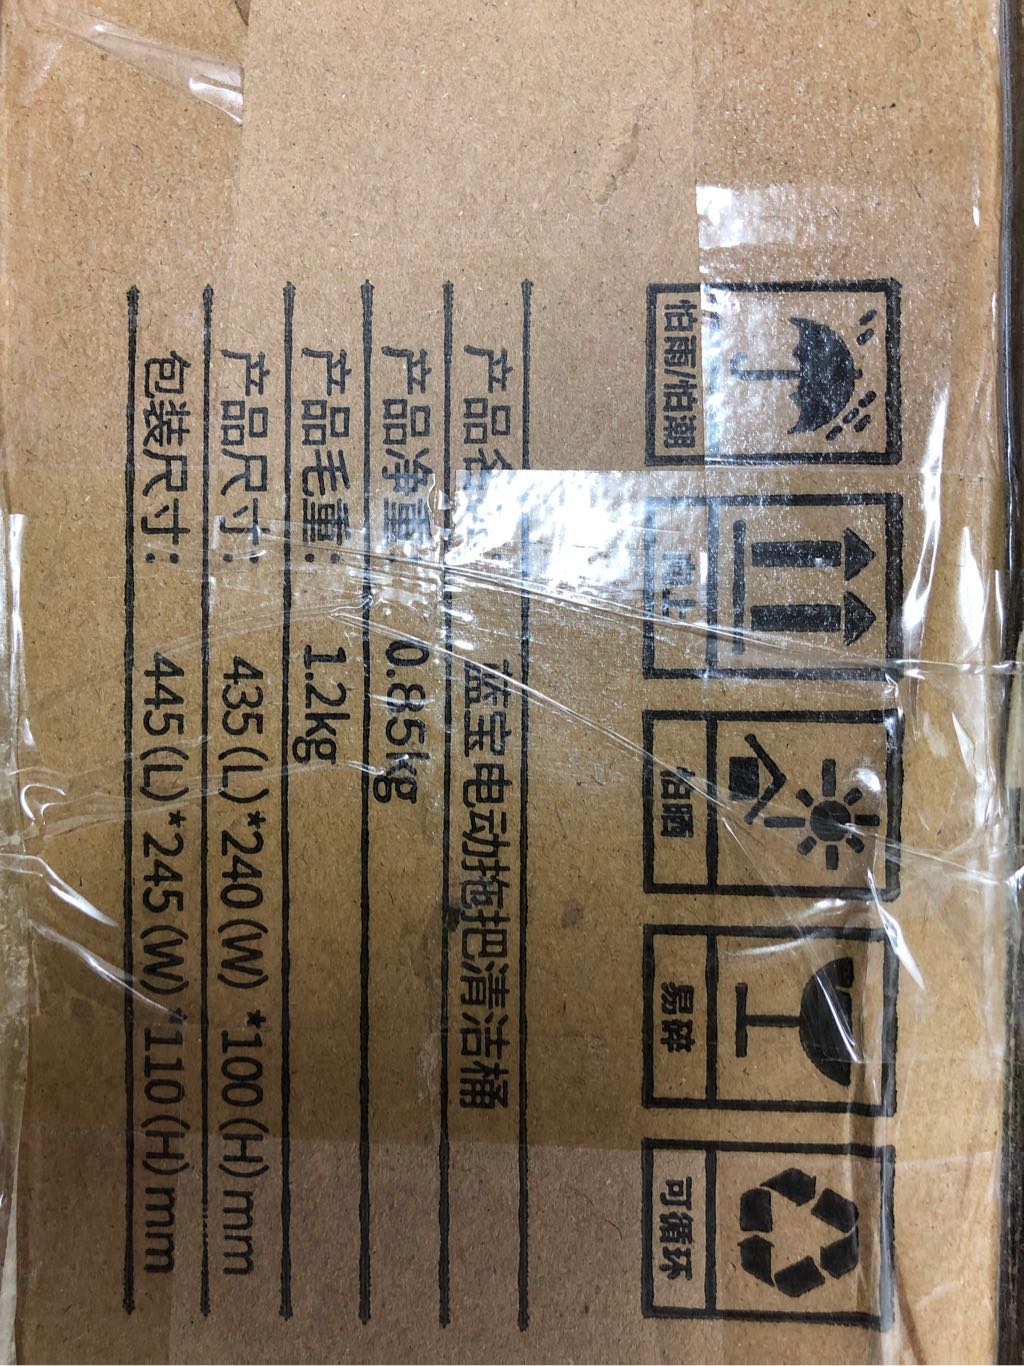 怕雨/怕潮
向上
怕晒
易碎
可循环
产品名 蓝宝电动拖把清洁桶
产品净重 0.85kg
产品毛重: 1.2kg
产品尺寸: 435(L)*240(W)*100(H)mm
包装尺寸: 445(L)*245(W)*110(H)mm